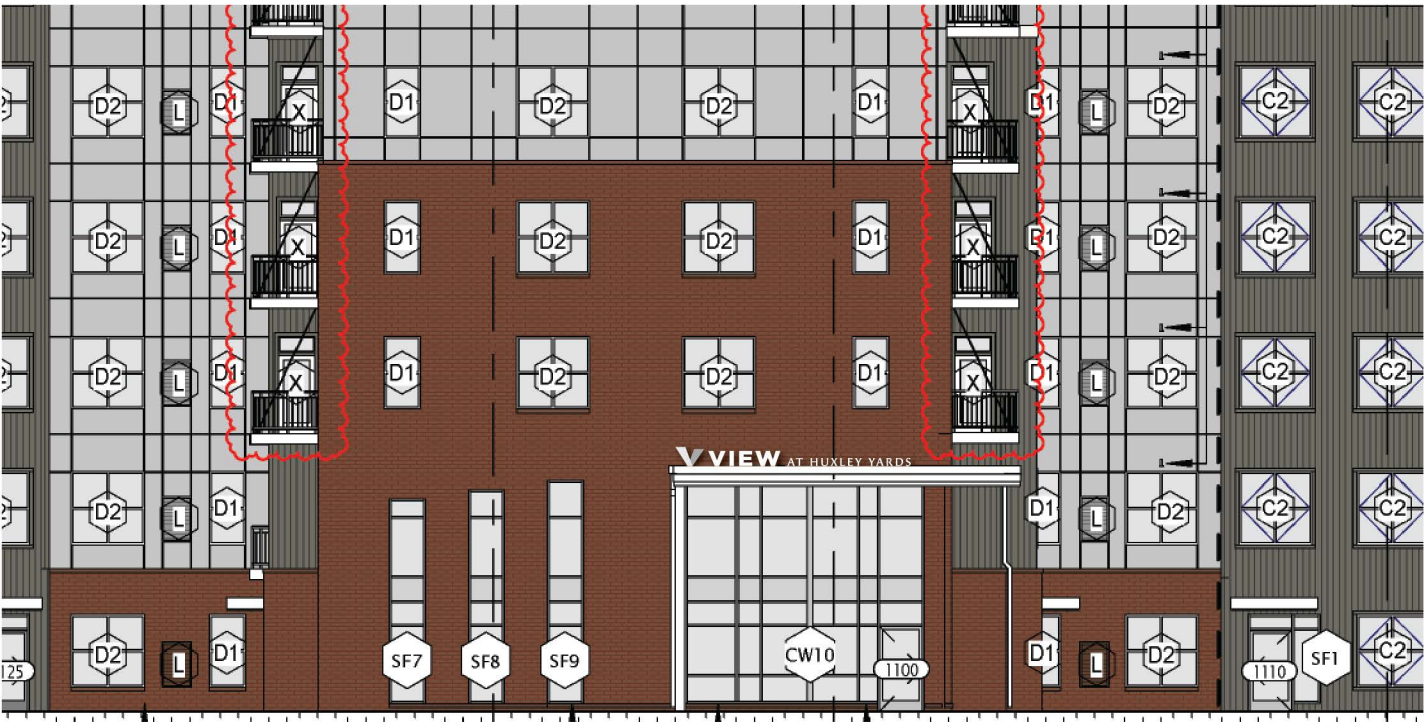 D2 L D1 X D1 D2 D2 D1 X D1 L D2 C2 C2
D2 L D1 X D1 D2 D2 D1 X D1 L D2 C2 C2
D2 L D1 X D1 D2 D2 D1 X D1 L D2 C2 C2
VIEW AT HUXLEY YARDS
D2 L D1 D1 L D2 C2 C2
D2 L D1 SF7 SF8 SF9 CW10 1100 D1 L D2 1110 SF1 C2
125